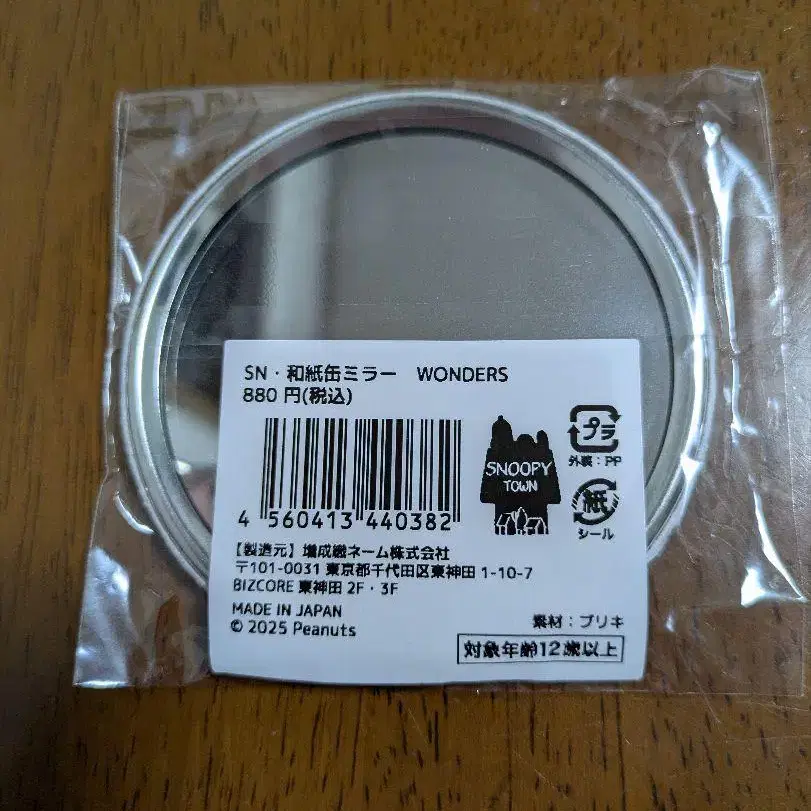 SN・和紙缶ミラー　WONDERS
880 円(税込)
4 560413 440382
SNOOPY
TOWN
プラ
外装：PP
紙
シール
【製造元】増成織ネーム株式会社
〒101-0031 東京都千代田区東神田 1-10-7
BIZCORE 東神田 2F・3F
MADE IN JAPAN
© 2025 Peanuts
素材：ブリキ
対象年齢12歳以上